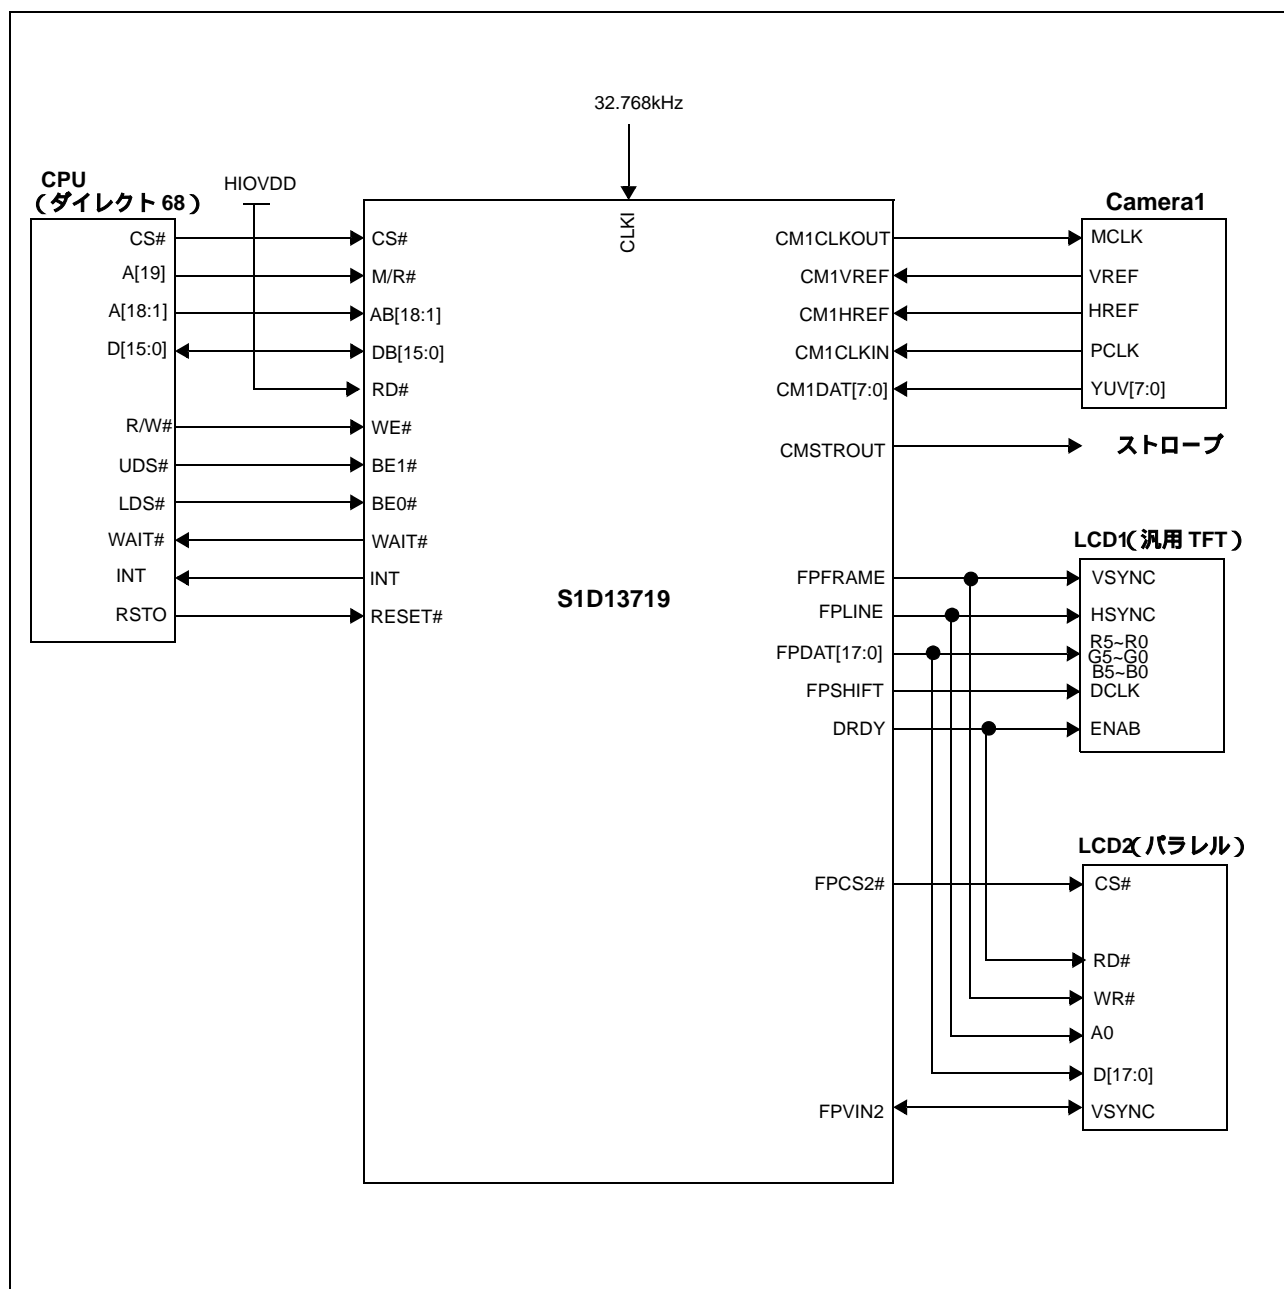 32.768kHz
CPU
（ダイレクト 68）
HIOVDD
CS#
A[19]
A[18:1]
D[15:0]
R/W#
UDS#
LDS#
WAIT#
INT
RSTO
CS#
M/R#
AB[18:1]
DB[15:0]
RD#
WE#
BE1#
BE0#
WAIT#
INT
RESET#
CLKI
S1D13719
CM1CLKOUT
CM1VREF
CM1HREF
CM1CLKIN
CM1DAT[7:0]
CMSTROUT
FPFRAME
FPLINE
FPDAT[17:0]
FPSHIFT
DRDY
FPCS2#
FPVIN2
Camera1
MCLK
VREF
HREF
PCLK
YUV[7:0]
ストローブ
LCD1（汎用 TFT）
VSYNC
HSYNC
R5~R0
G5~G0
B5~B0
DCLK
ENAB
LCD2（パラレル）
CS#
RD#
WR#
A0
D[17:0]
VSYNC